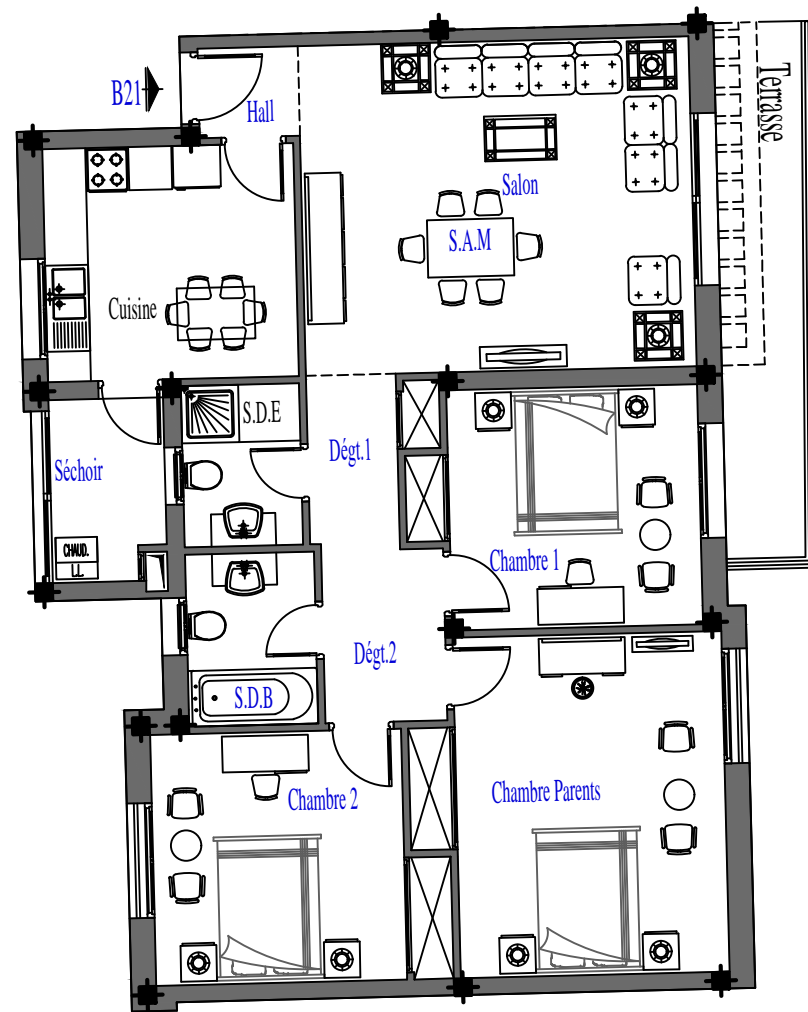 B21
Hall
Terrasse
Salon
S.A.M
Cuisine
S.D.E
Dégt.1
Séchoir
CHAUD.
L.L.
Chambre 1
Dégt.2
S.D.B
Chambre 2
Chambre Parents